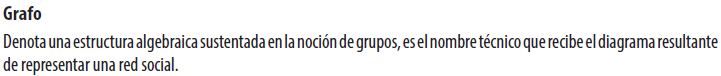 Grafo
Denota una estructura algebraica sustentada en la noción de grupos, es el nombre técnico que recibe el diagrama resultante
de representar una red social.